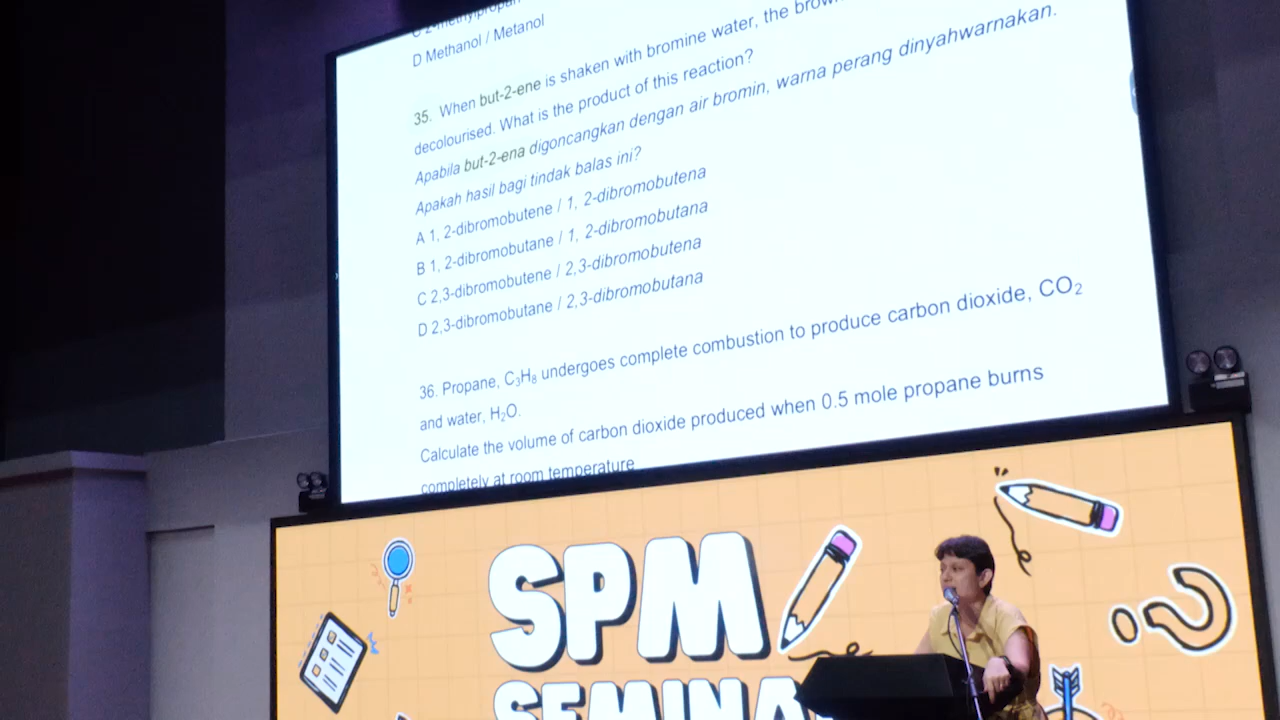 C 2-methylpropan
D Methanol / Metanol
35. When but-2-ene is shaken with bromine water, the brow
decolourised. What is the product of this reaction?
Apabila but-2-ena digoncangkan dengan air bromin, warna perang dinyahwarnakan.
Apakah hasil bagi tindak balas ini?
A 1, 2-dibromobutene / 1, 2-dibromobutena
B 1, 2-dibromobutane / 1, 2-dibromobutana
C 2,3-dibromobutene / 2,3-dibromobutena
D 2,3-dibromobutane / 2,3-dibromobutana
36. Propane, C₃H₈ undergoes complete combustion to produce carbon dioxide, CO₂
and water, H₂O.
Calculate the volume of carbon dioxide produced when 0.5 mole propane burns
completely at room temperature
SPM
SEMINA